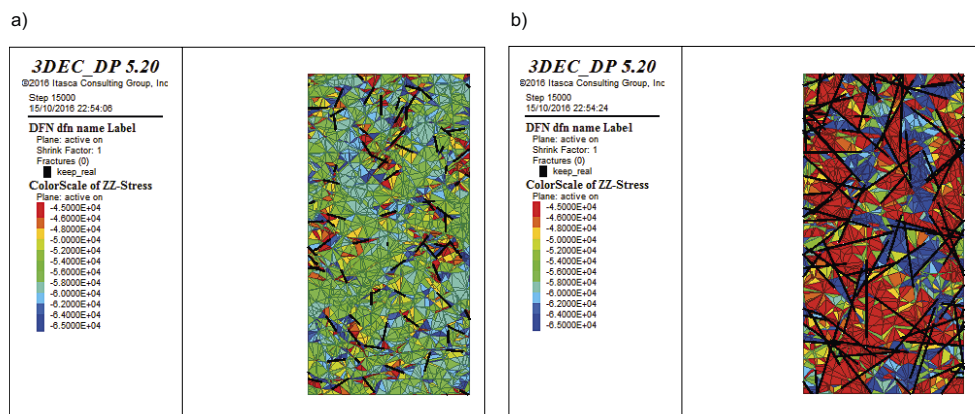 a)
3DEC_DP 5.20
©2016 Itasca Consulting Group, Inc
Step 15000
15/10/2016 22:54:06
DFN dfn name Label
Plane: active on
Shrink Factor: 1
Fractures (0)
keep_real
ColorScale of ZZ-Stress
Plane: active on
-4.5000E+04
-4.6000E+04
-4.8000E+04
-5.0000E+04
-5.2000E+04
-5.4000E+04
-5.6000E+04
-5.8000E+04
-6.0000E+04
-6.2000E+04
-6.4000E+04
-6.5000E+04
b)
3DEC_DP 5.20
©2016 Itasca Consulting Group, Inc
Step 15000
15/10/2016 22:54:24
DFN dfn name Label
Plane: active on
Shrink Factor: 1
Fractures (0)
keep_real
ColorScale of ZZ-Stress
Plane: active on
-4.5000E+04
-4.6000E+04
-4.8000E+04
-5.0000E+04
-5.2000E+04
-5.4000E+04
-5.6000E+04
-5.8000E+04
-6.0000E+04
-6.2000E+04
-6.4000E+04
-6.5000E+04